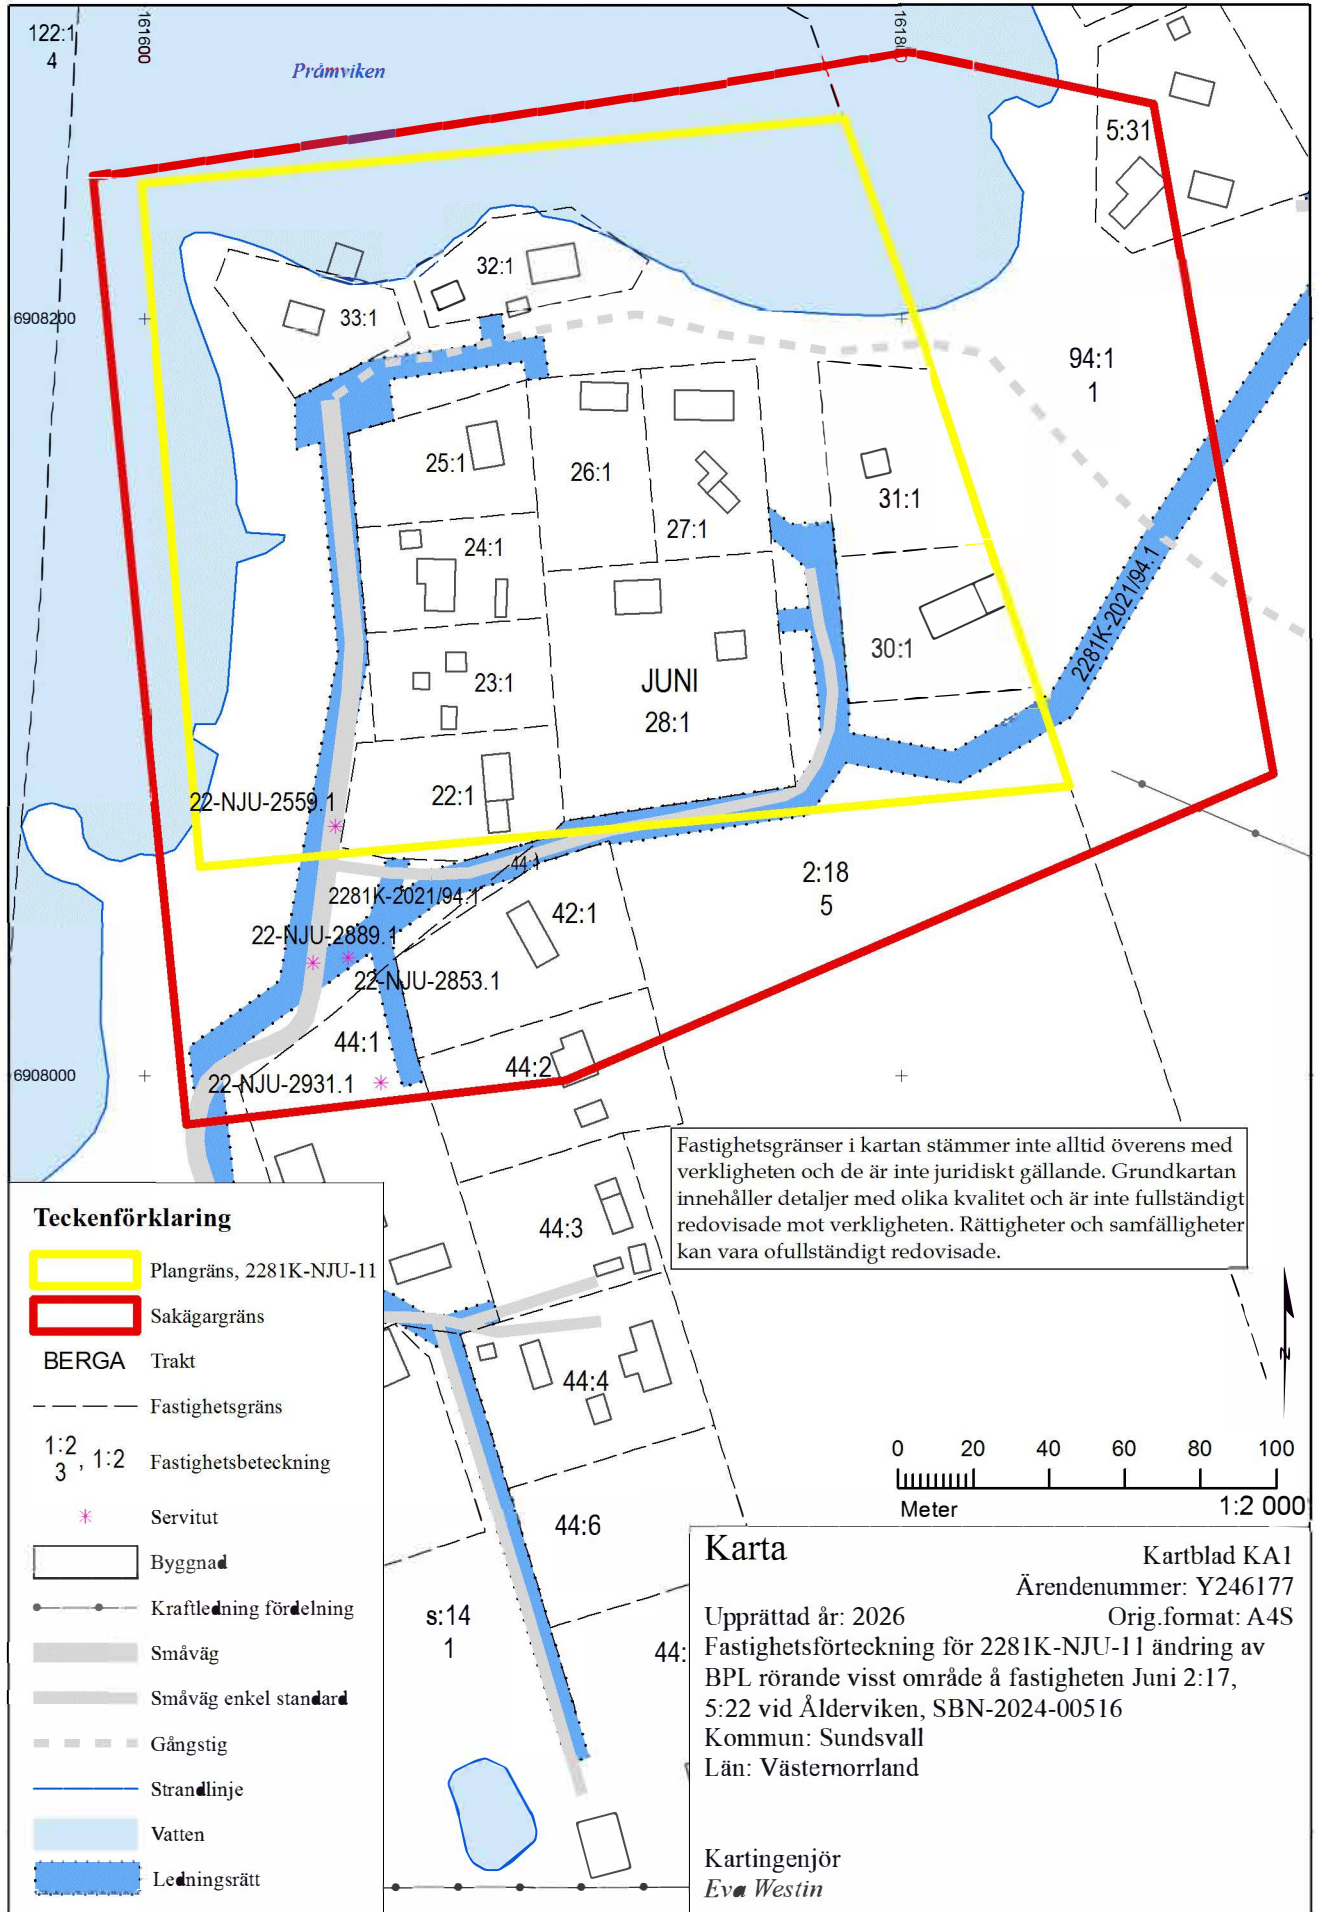 122:1
4
161600
161800
Pråmviken
5:31
32:1
33:1
6908200
94:1
1
25:1
26:1
27:1
31:1
24:1
23:1
JUNI
28:1
30:1
2281K-2021/94.1
22:1
22-NJU-2559.1
44:1
2281K-2021/94.1
2:18
5
42:1
22-NJU-2889.1
22-NJU-2853.1
44:1
44:2
6908000
22-NJU-2931.1
Fastighetsgränser i kartan stämmer inte alltid överens med
verkligheten och de är inte juridiskt gällande. Grundkartan
innehåller detaljer med olika kvalitet och är inte fullständigt
redovisade mot verkligheten. Rättigheter och samfälligheter
kan vara ofullständigt redovisade.
44:3
44:4
44:6
s:14
1
44:
Teckenförklaring
Plangräns, 2281K-NJU-11
Sakägargräns
BERGA Trakt
Fastighetsgräns
1:2
3 , 1:2 Fastighetsbeteckning
Servitut
Byggnad
Kraftledning fördelning
Småväg
Småväg enkel standard
Gångstig
Strandlinje
Vatten
Ledningsrätt
N
0 20 40 60 80 100
Meter 1:2 000
Karta
Kartblad KA1
Ärendenummer: Y246177
Upprättad år: 2026 Orig.format: A4S
Fastighetsförteckning för 2281K-NJU-11 ändring av
BPL rörande visst område å fastigheten Juni 2:17,
5:22 vid Ålderviken, SBN-2024-00516
Kommun: Sundsvall
Län: Västernorrland
Kartingenjör
Eva Westin